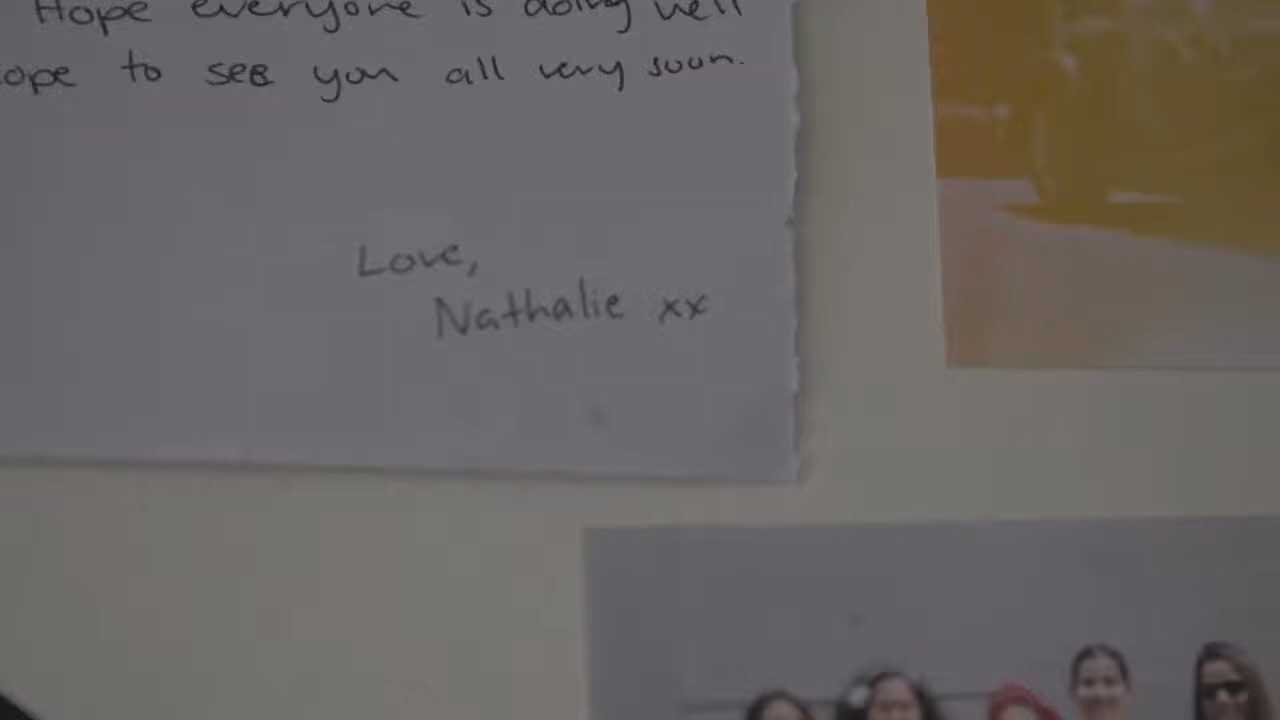 Hope everyone is doing well
ope to see you all very soon.
Love,
Nathalie xx